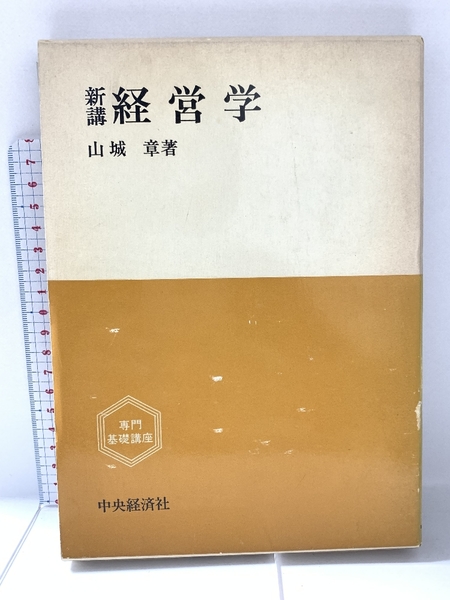 新講 経営学
山城 章著
専門
基礎講座
中央経済社